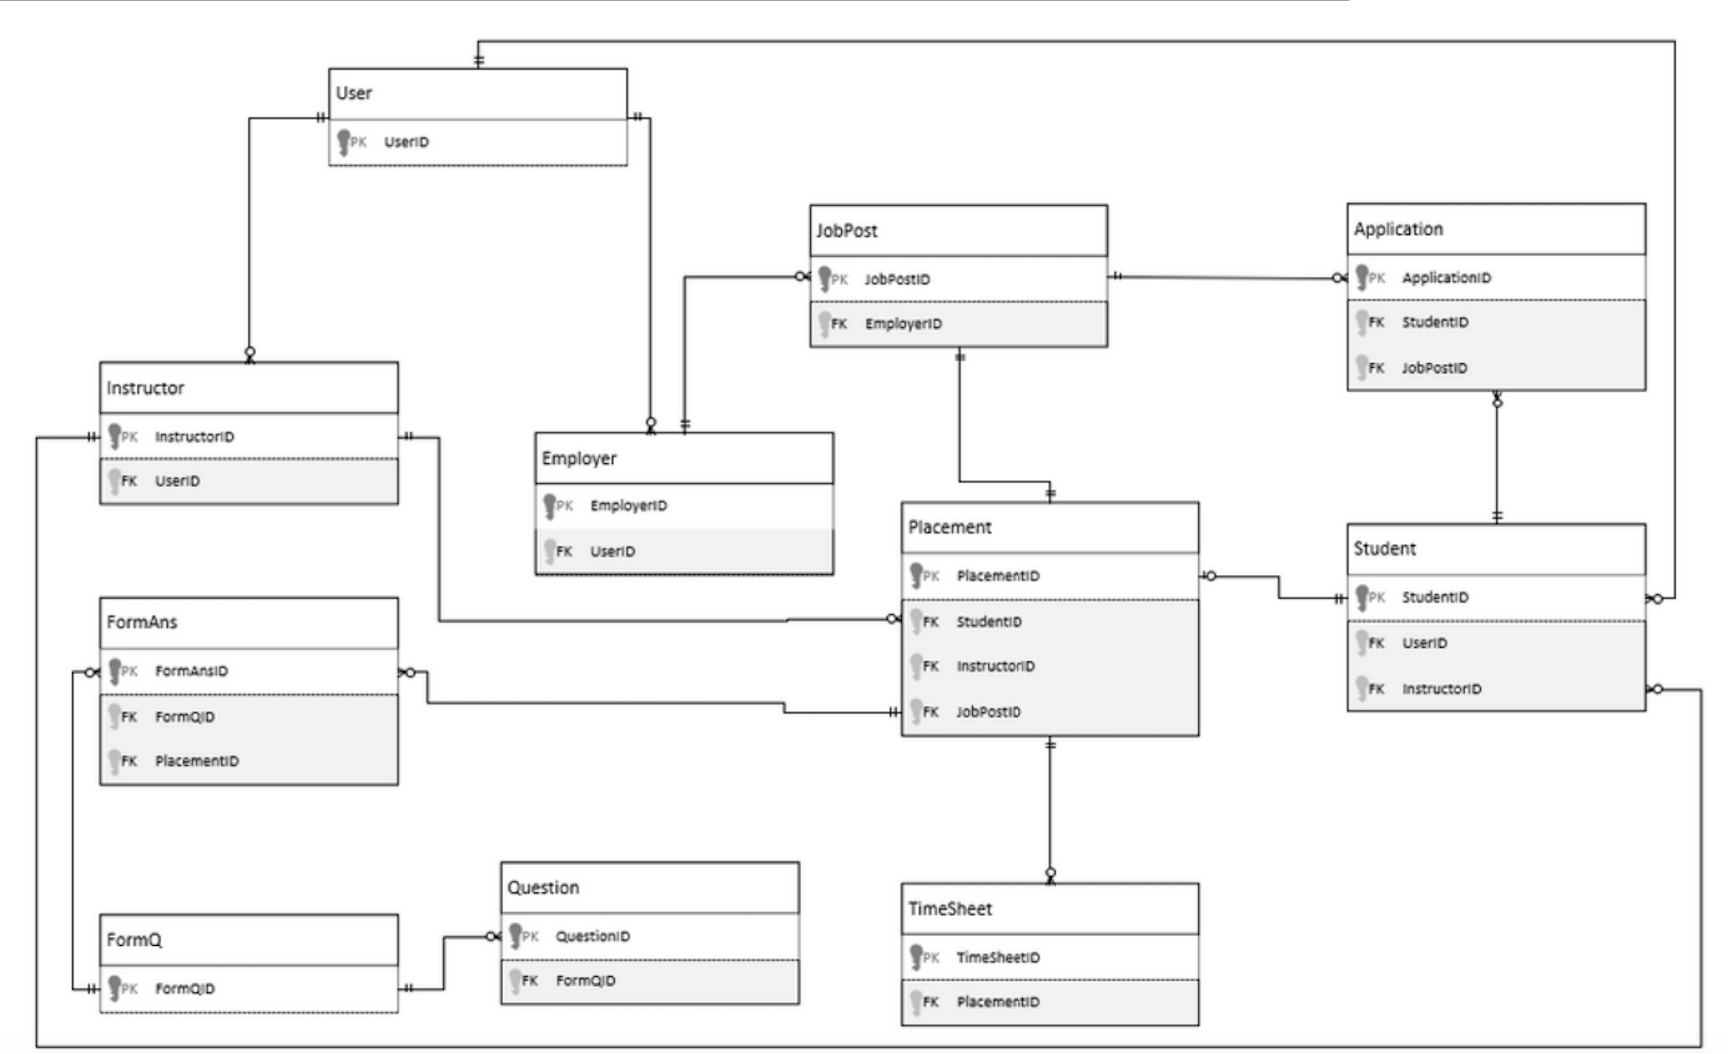 User
PK UserID
JobPost
PK JobPostID
FK EmployerID
Application
PK ApplicationID
FK StudentID
FK JobPostID
Instructor
PK InstructorID
FK UserID
Employer
PK EmployerID
FK UserID
Placement
PK PlacementID
FK StudentID
FK InstructorID
FK JobPostID
Student
PK StudentID
FK UserID
FK InstructorID
FormAns
PK FormAnsID
FK FormQID
FK PlacementID
Question
PK QuestionID
FK FormQID
TimeSheet
PK TimeSheetID
FK PlacementID
FormQ
PK FormQID